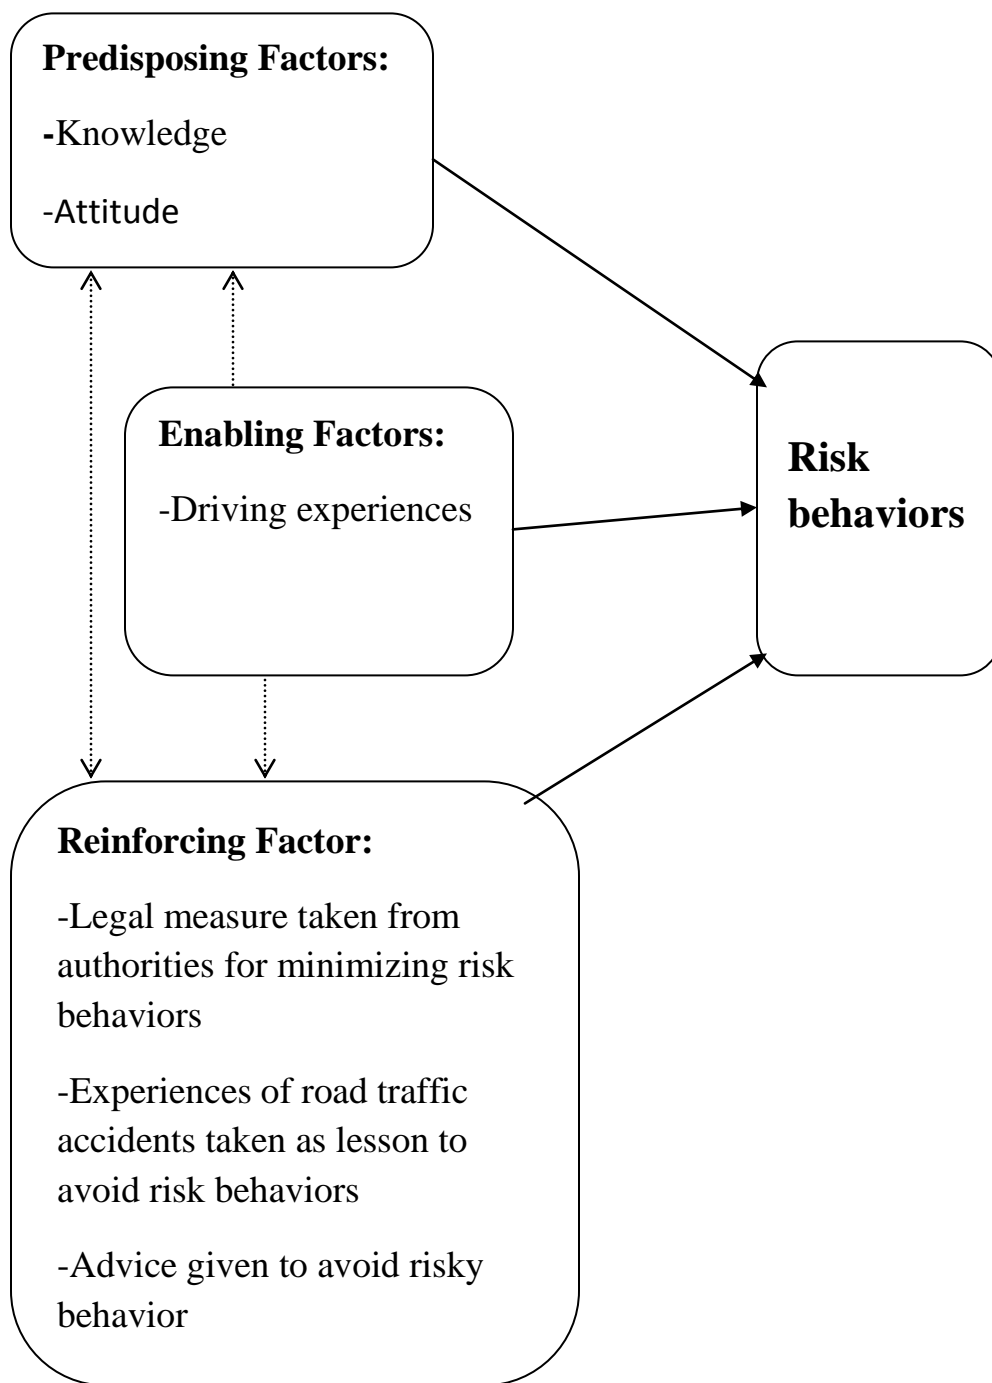 Predisposing Factors:
-Knowledge
-Attitude
Enabling Factors:
-Driving experiences
Risk
behaviors
Reinforcing Factor:
-Legal measure taken from
authorities for minimizing risk
behaviors
-Experiences of road traffic
accidents taken as lesson to
avoid risk behaviors
-Advice given to avoid risky
behavior